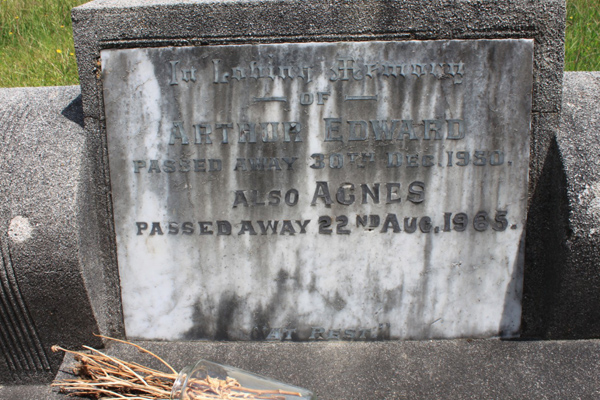 In Loving Memory
of
ARTHUR EDWARD
PASSED AWAY 30TH DEC. 1950.
ALSO AGNES
PASSED AWAY 22ND AUG. 1965.
"AT REST"